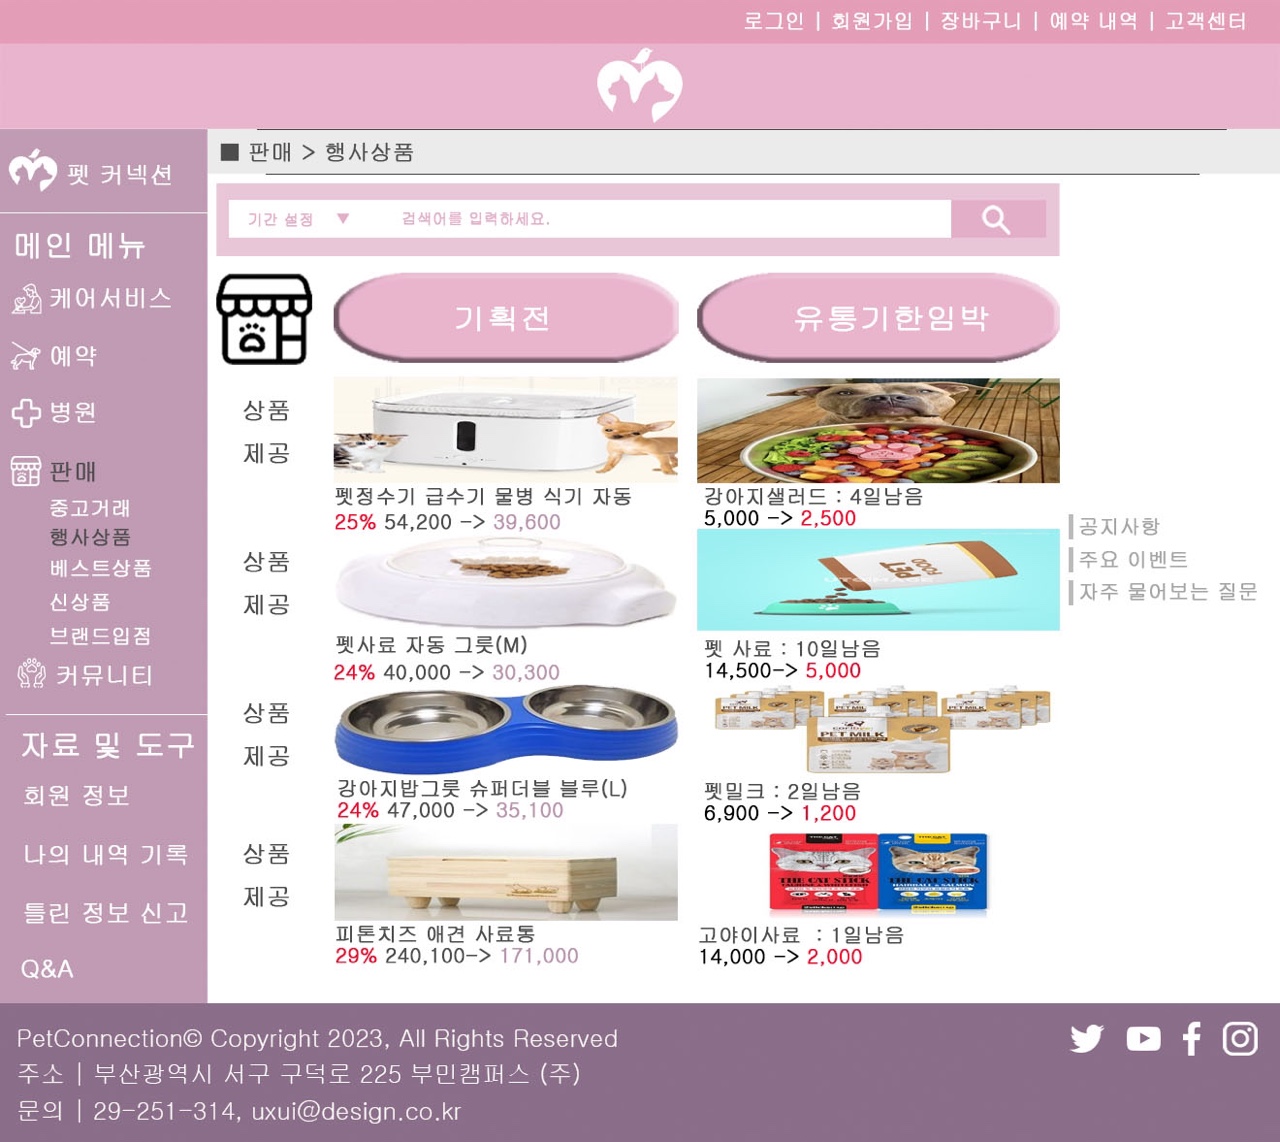 로그인 | 회원가입 | 장바구니 | 예약 내역 | 고객센터
펫 커넥션
메인 메뉴
케어서비스
예약
병원
판매
중고거래
행사상품
베스트상품
신상품
브랜드입점
커뮤니티
자료 및 도구
회원 정보
나의 내역 기록
틀린 정보 신고
Q&A
■ 판매 > 행사상품
기간 설정 ▼ 검색어를 입력하세요.
기획전
유통기한임박
상품
제공
펫정수기 급수기 물병 식기 자동
25% 54,200 -> 39,600
강아지샐러드 : 4일남음
5,000 -> 2,500
상품
제공
펫사료 자동 그릇(M)
24% 40,000 -> 30,300
PET
FOOD
펫 사료 : 10일남음
14,500-> 5,000
상품
제공
강아지밥그릇 슈퍼더블 블루(L)
24% 47,000 -> 35,100
PET MILK
펫밀크 : 2일남음
6,900 -> 1,200
상품
제공
피톤치즈 애견 사료통
29% 240,100-> 171,000
THE CAT STICK
THE CAT STICK
고야이사료 : 1일남음
14,000 -> 2,000
공지사항
주요 이벤트
자주 물어보는 질문
PetConnection© Copyright 2023, All Rights Reserved
주소 | 부산광역시 서구 구덕로 225 부민캠퍼스 (주)
문의 | 29-251-314, uxui@design.co.kr